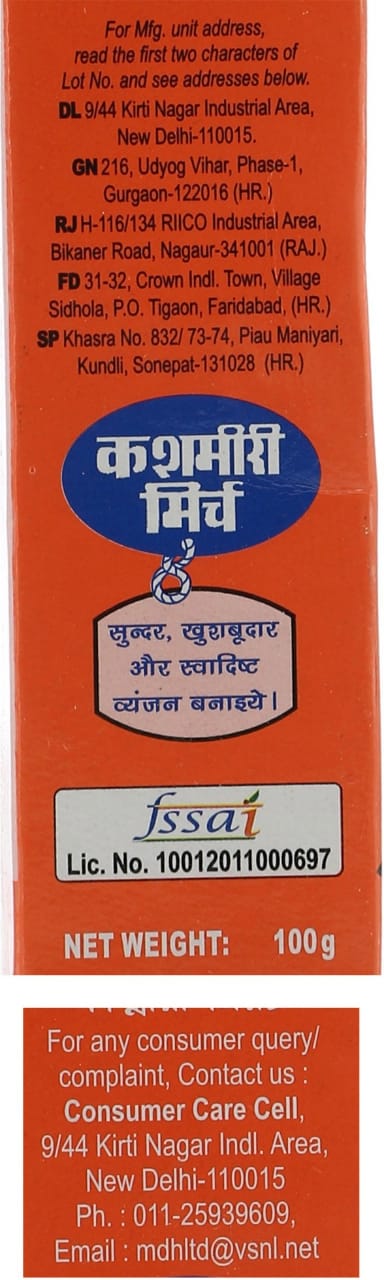 For Mfg. unit address,
read the first two characters of
Lot No. and see addresses below.
DL 9/44 Kirti Nagar Industrial Area,
New Delhi-110015.
GN 216, Udyog Vihar, Phase-1,
Gurgaon-122016 (HR.)
RJ H-116/134 RIICO Industrial Area,
Bikaner Road, Nagaur-341001 (RAJ.)
FD 31-32, Crown Indl. Town, Village
Sidhola, P.O. Tigaon, Faridabad, (HR.)
SP Khasra No. 832/ 73-74, Piau Maniyari,
Kundli, Sonepat-131028 (HR.)
कशमीरी
मिर्च
सुन्दर, खुशबूदार
और स्वादिष्ट
व्यंजन बनाइये।
fssai
Lic. No. 10012011000697
NET WEIGHT: 100g
For any consumer query/
complaint, Contact us :
Consumer Care Cell,
9/44 Kirti Nagar Indl. Area,
New Delhi-110015
Ph. : 011-25939609,
Email : mdhltd@vsnl.net